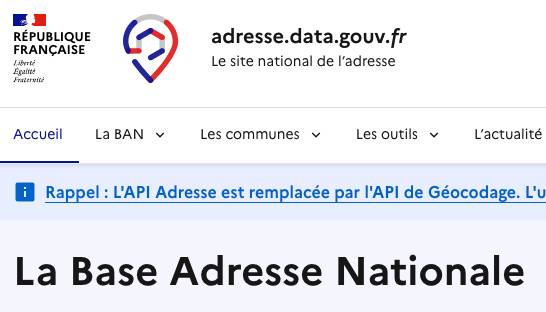 RÉPUBLIQUE
FRANÇAISE
Liberté
Égalité
Fraternité
adresse.data.gouv.fr
Le site national de l’adresse
Accueil La BAN Les communes Les outils L’actualité
Rappel : L'API Adresse est remplacée par l'API de Géocodage. L'u
La Base Adresse Nationale